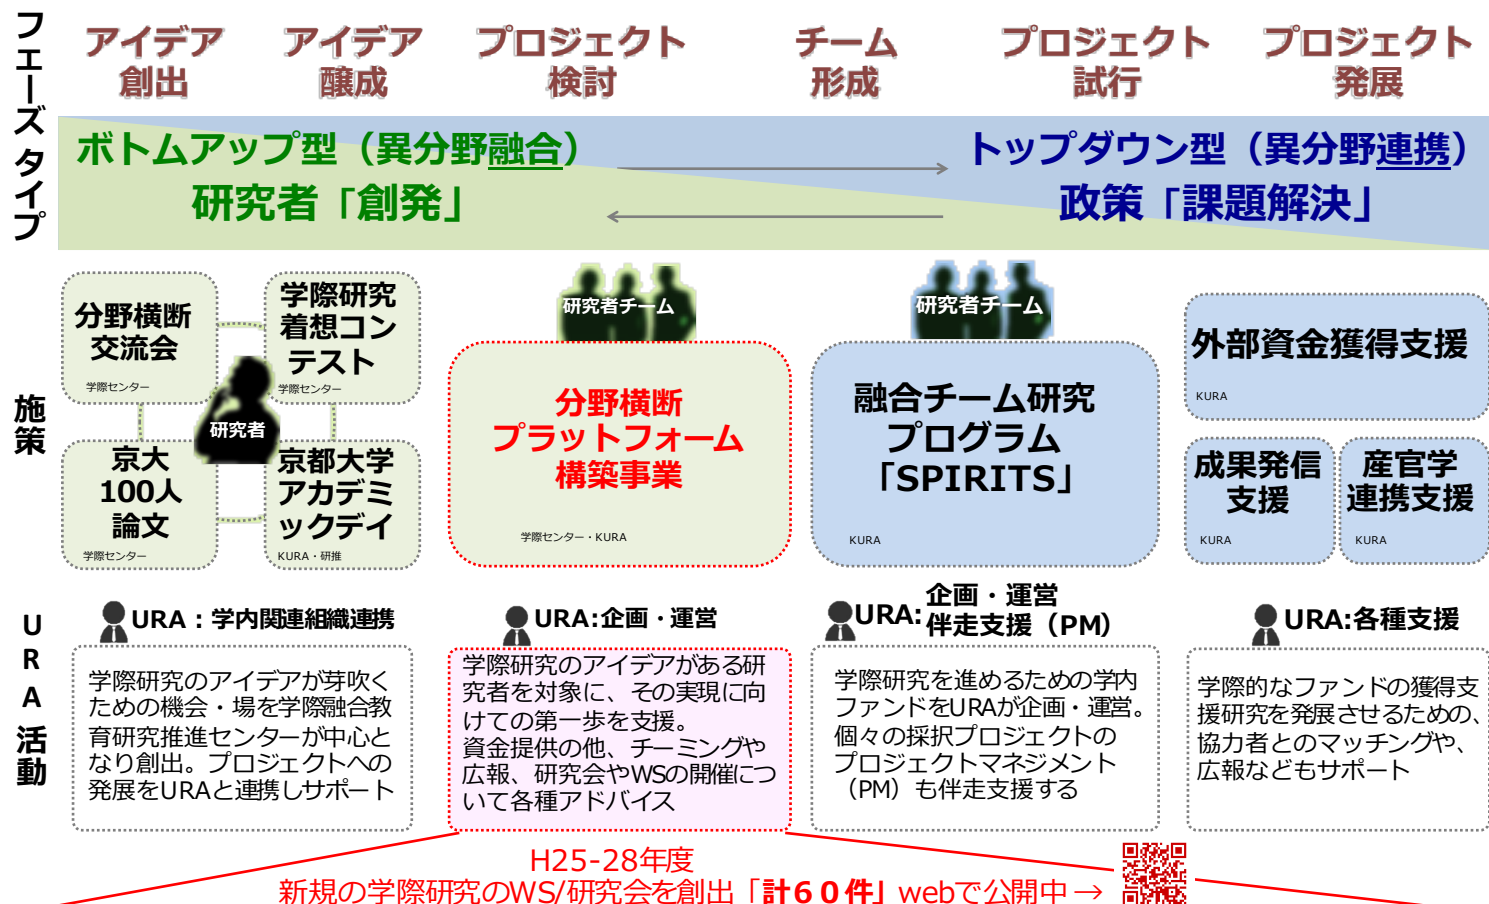 フェーズ
アイデア
創出
アイデア
醸成
プロジェクト
検討
チーム
形成
プロジェクト
試行
プロジェクト
発展
タイプ
ボトムアップ型（異分野融合）
研究者「創発」
トップダウン型（異分野連携）
政策「課題解決」
施策
分野横断
交流会
学際センター
学際研究
着想コン
テスト
学際センター
研究者
京大
100人
論文
学際センター
京都大学
アカデミ
ックデイ
KURA・研推
研究者チーム
分野横断
プラットフォーム
構築事業
学際センター・KURA
研究者チーム
融合チーム研究
プログラム
「SPIRITS」
KURA
外部資金獲得支援
KURA
成果発信
支援
KURA
産官学
連携支援
KURA
URA活動
URA：学内関連組織連携
学際研究のアイデアが芽吹く
ための機会・場を学際融合教
育研究推進センターが中心と
なり創出。プロジェクトへの
発展をURAと連携しサポート
URA:企画・運営
学際研究のアイデアがある研
究者を対象に、その実現に向
けての第一歩を支援。
資金提供の他、チーミングや
広報、研究会やWSの開催につ
いて各種アドバイス
URA:企画・運営
伴走支援（PM）
学際研究を進めるための学内
ファンドをURAが企画・運営。
個々の採択プロジェクトの
プロジェクトマネジメント
（PM）も伴走支援する
URA:各種支援
学際的なファンドの獲得支
援研究を発展させるための、
協力者とのマッチングや、
広報などもサポート
H25-28年度
新規の学際研究のWS/研究会を創出「計６０件」webで公開中→